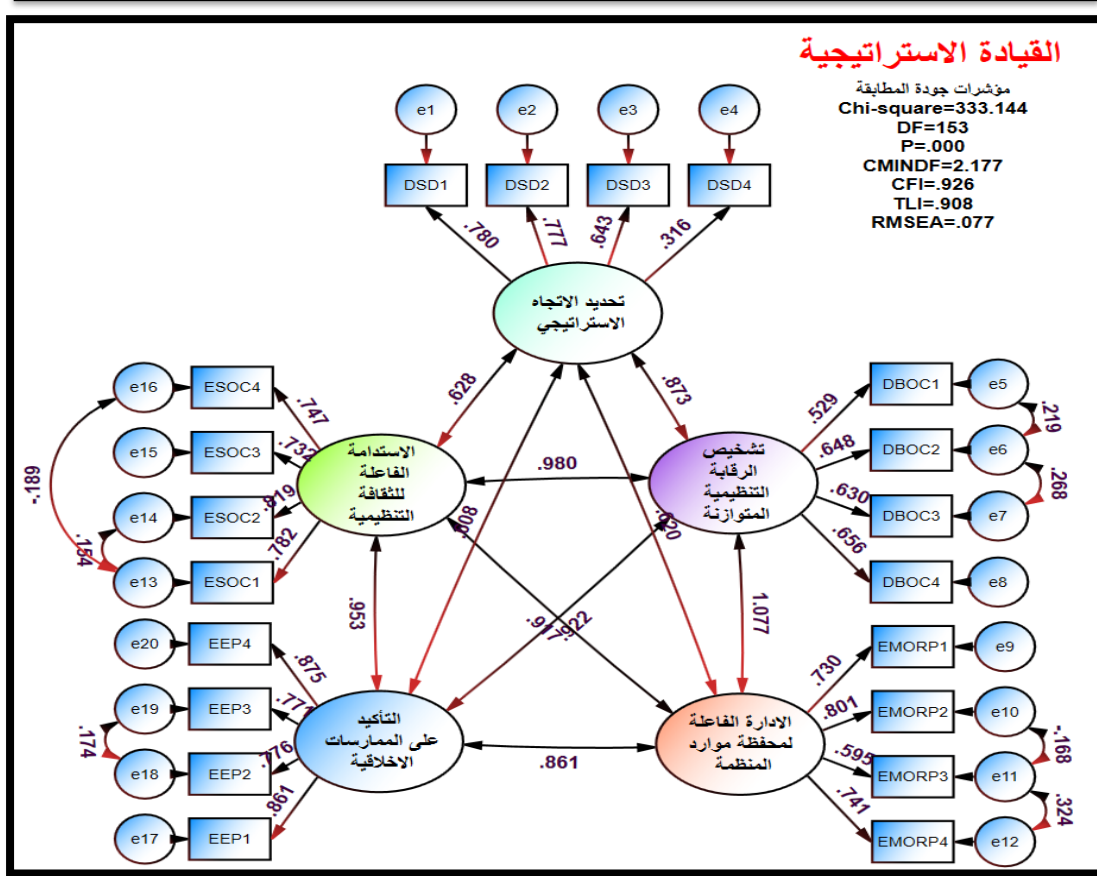 القيادة الاستراتيجية
مؤشرات جودة المطابقة
Chi-square=333.144
DF=153
P=.000
CMINDF=2.177
CFI=.926
TLI=.908
RMSEA=.077
e1
e2
e3
e4
DSD1
DSD2
DSD3
DSD4
.780
.777
.643
.316
تحديد الاتجاه
الاستراتيجي
.628
.873
e16
ESOC4
.747
e15
ESOC3
.732
e14
ESOC2
.819
e13
ESOC1
.782
-.189
.154
الاستدامة
الفاعلة
للثقافة
التنظيمية
.980
تشخيص
الرقابة
التنظيمية
المتوازنة
.529
DBOC1
e5
.219
.648
DBOC2
e6
.268
.630
DBOC3
e7
.656
DBOC4
e8
.608
.953
.917
.922
1.077
e20
EEP4
.875
e19
EEP3
.771
.174
e18
EEP2
.776
e17
EEP1
.861
التأكيد
على الممارسات
الاخلاقية
.861
الادارة الفاعلة
لمحفظة موارد
المنظمة
.730
EMORP1
e9
.801
EMORP2
e10
-.168
.595
EMORP3
e11
.324
.741
EMORP4
e12